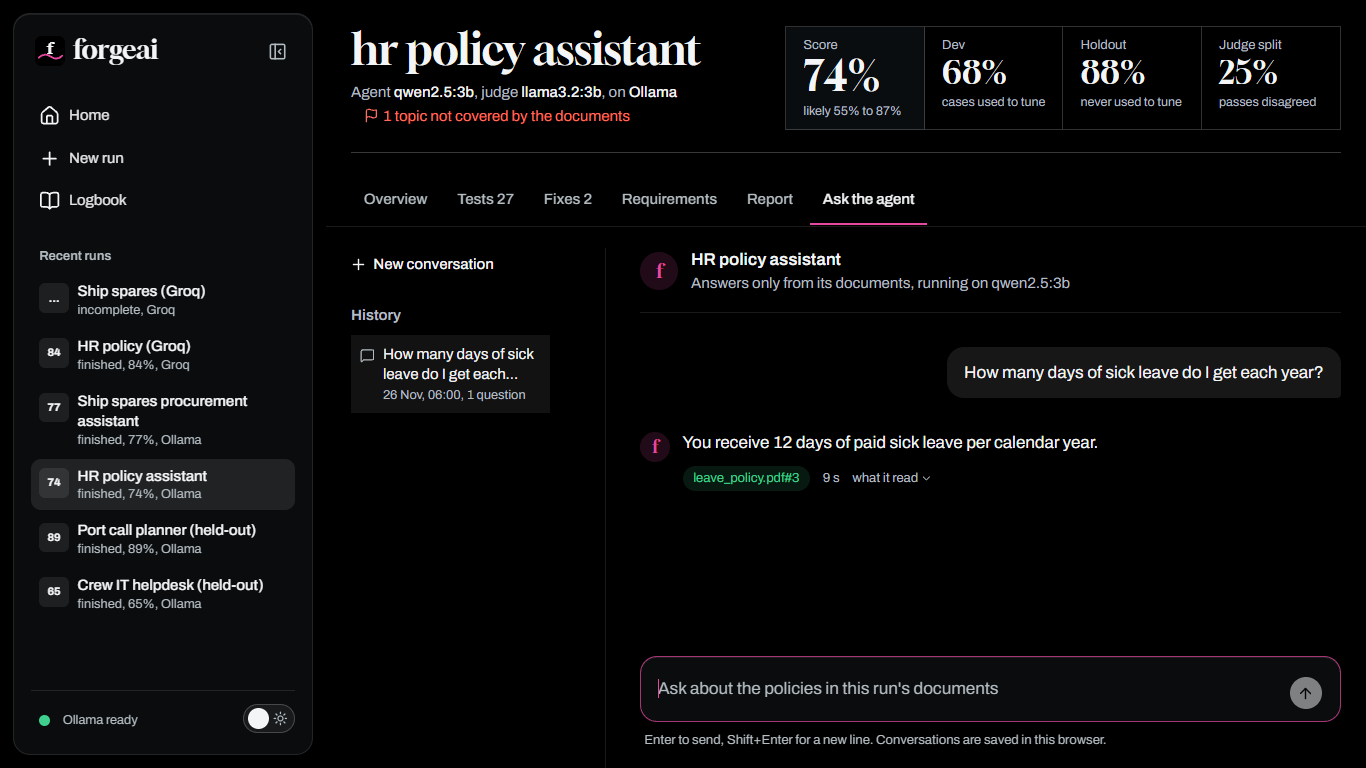 f forgeai
Home
New run
Logbook
Recent runs
... Ship spares (Groq)
incomplete, Groq
84 HR policy (Groq)
finished, 84%, Groq
77 Ship spares procurement
assistant
finished, 77%, Ollama
74 HR policy assistant
finished, 74%, Ollama
89 Port call planner (held-out)
finished, 89%, Ollama
65 Crew IT helpdesk (held-out)
finished, 65%, Ollama
Ollama ready
hr policy assistant
Agent qwen2.5:3b, judge llama3.2:3b, on Ollama
1 topic not covered by the documents
Score
74%
likely 55% to 87%
Dev
68%
cases used to tune
Holdout
88%
never used to tune
Judge split
25%
passes disagreed
Overview Tests 27 Fixes 2 Requirements Report Ask the agent
New conversation
History
How many days of sick
leave do I get each...
26 Nov, 06:00, 1 question
f HR policy assistant
Answers only from its documents, running on qwen2.5:3b
How many days of sick leave do I get each year?
f You receive 12 days of paid sick leave per calendar year.
leave_policy.pdf#3 9 s what it read
Ask about the policies in this run's documents
Enter to send, Shift+Enter for a new line. Conversations are saved in this browser.